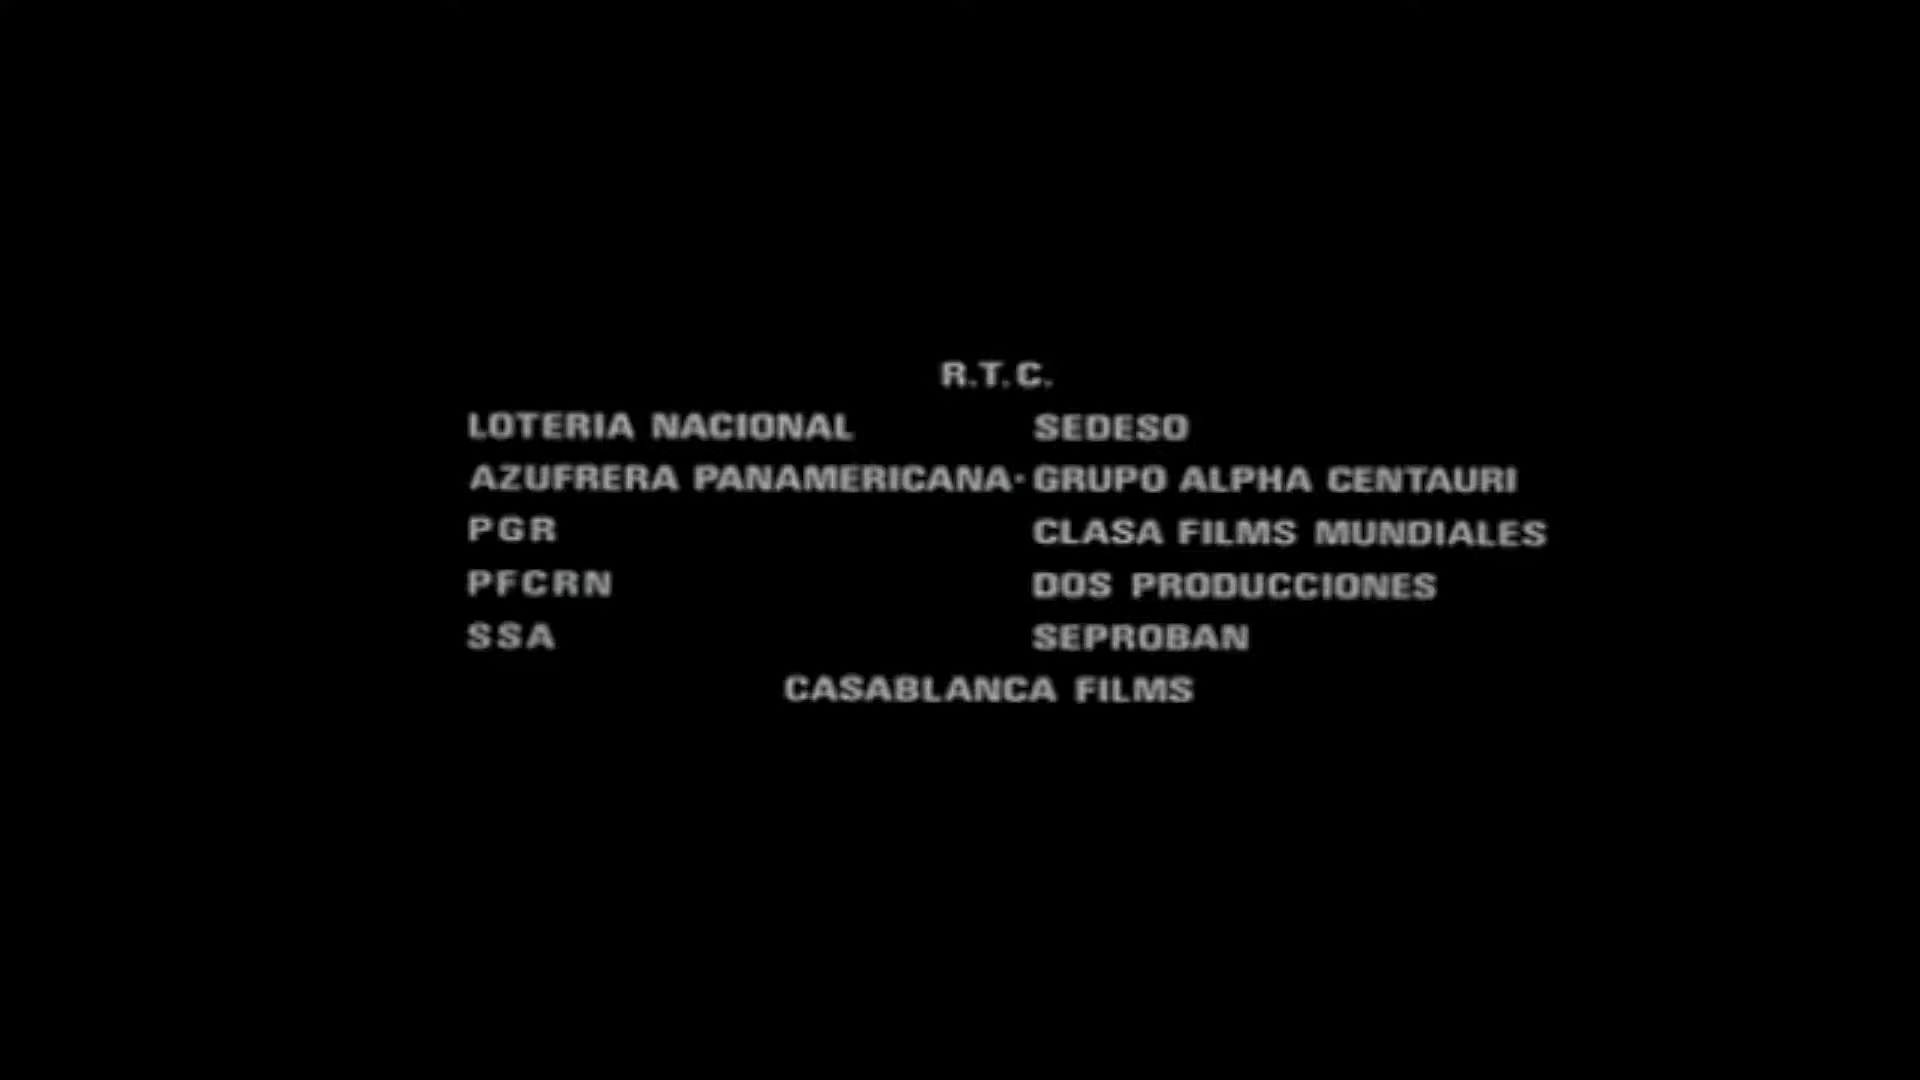 R.T.C.
LOTERIA NACIONAL SEDESO
AZUFRERA PANAMERICANA· GRUPO ALPHA CENTAURI
PGR CLASA FILMS MUNDIALES
PFCRN DOS PRODUCCIONES
SSA SEPROBAN
CASABLANCA FILMS